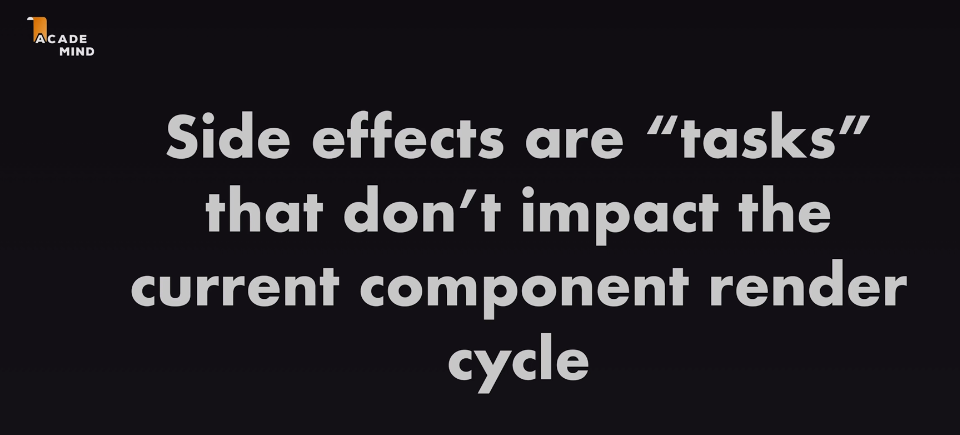 ACADE
MIND
Side effects are “tasks”
that don’t impact the
current component render
cycle